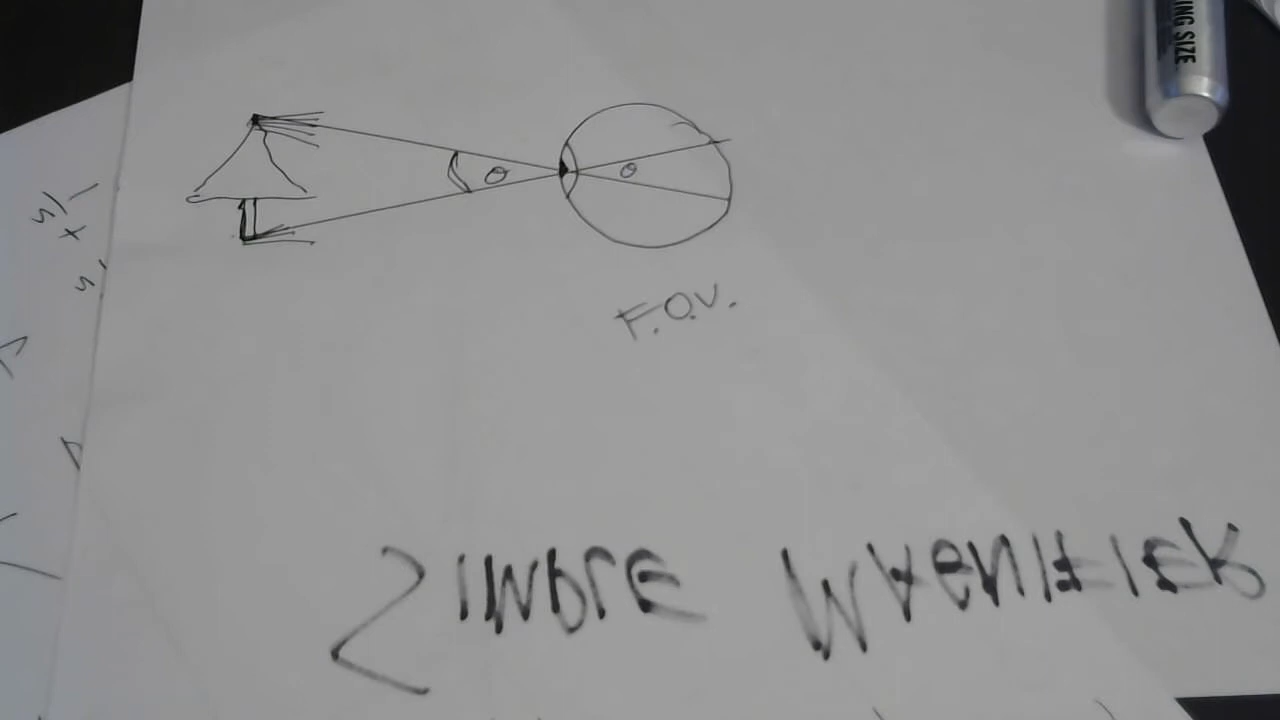 θ θ
F.O.V.
SIMPLE MAGNIFIER
ING SIZE